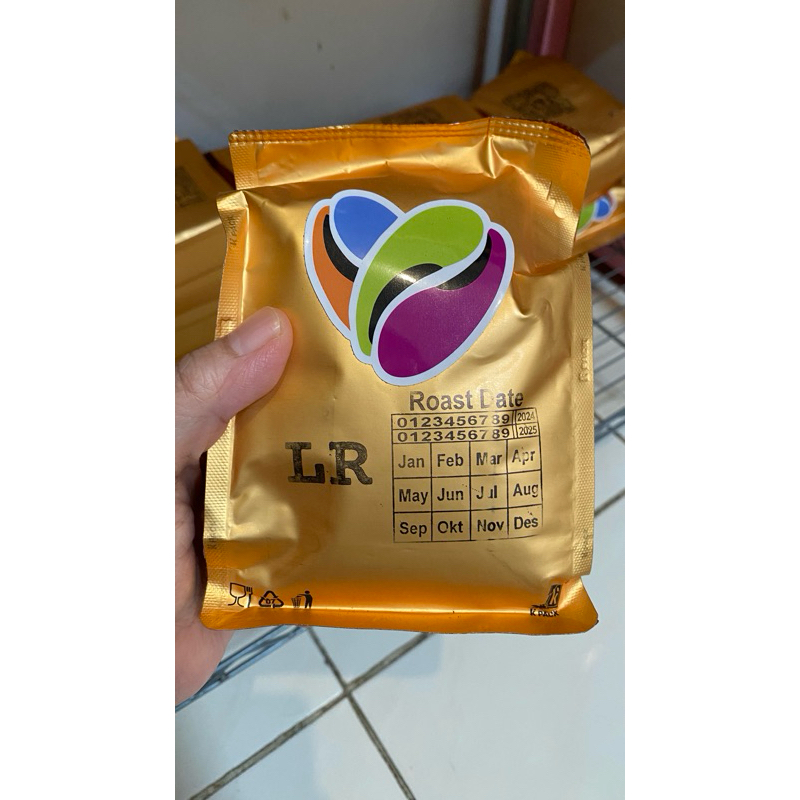 Roast Date
0123456789 2024
0123456789 2025
LR
Jan Feb Mar Apr
May Jun Jul Aug
Sep Okt Nov Des
07